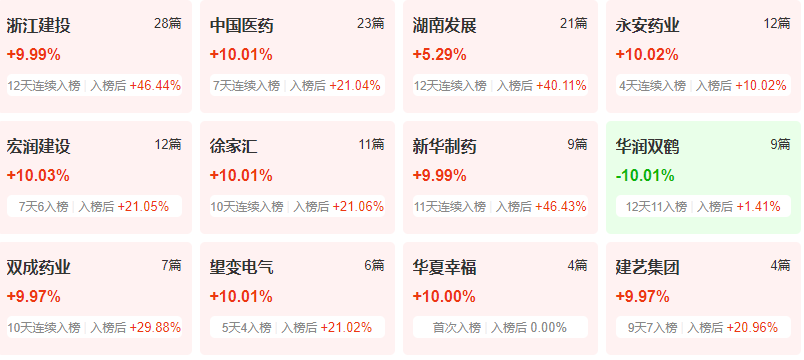 浙江建投 28篇 中国医药 23篇 湖南发展 21篇 永安药业 12篇
+9.99% +10.01% +5.29% +10.02%
12天连续入榜 | 入榜后 +46.44% 7天连续入榜 | 入榜后 +21.04% 12天连续入榜 | 入榜后 +40.11% 4天连续入榜 | 入榜后 +10.02%
宏润建设 12篇 徐家汇 11篇 新华制药 9篇 华润双鹤 9篇
+10.03% +10.01% +9.99% -10.01%
7天6入榜 | 入榜后 +21.05% 10天连续入榜 | 入榜后 +21.06% 11天连续入榜 | 入榜后 +46.43% 12天11入榜 | 入榜后 +1.41%
双成药业 7篇 望变电气 6篇 华夏幸福 4篇 建艺集团 4篇
+9.97% +10.01% +10.00% +9.97%
10天连续入榜 | 入榜后 +29.88% 5天4入榜 | 入榜后 +21.02% 首次入榜 | 入榜后 0.00% 9天7入榜 | 入榜后 +20.96%